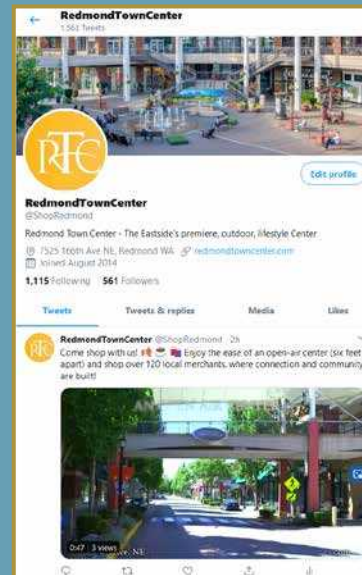 RedmondTownCenter
1,561 Tweets
RTC
Edit profile
RedmondTownCenter
@ShopRedmond
Redmond Town Center - The Eastside's premiere, outdoor, lifestyle Center
7525 166th Ave NE, Redmond WA redmondtowncenter.com
Joined August 2014
1,115 Following 561 Followers
Tweets Tweets & replies Media Likes
RedmondTownCenter @ShopRedmond · 2h
Come shop with us! Enjoy the ease of an open-air center (six feet
apart) and shop over 120 local merchants, where connection and community
are built!
0:47 3 views
NE